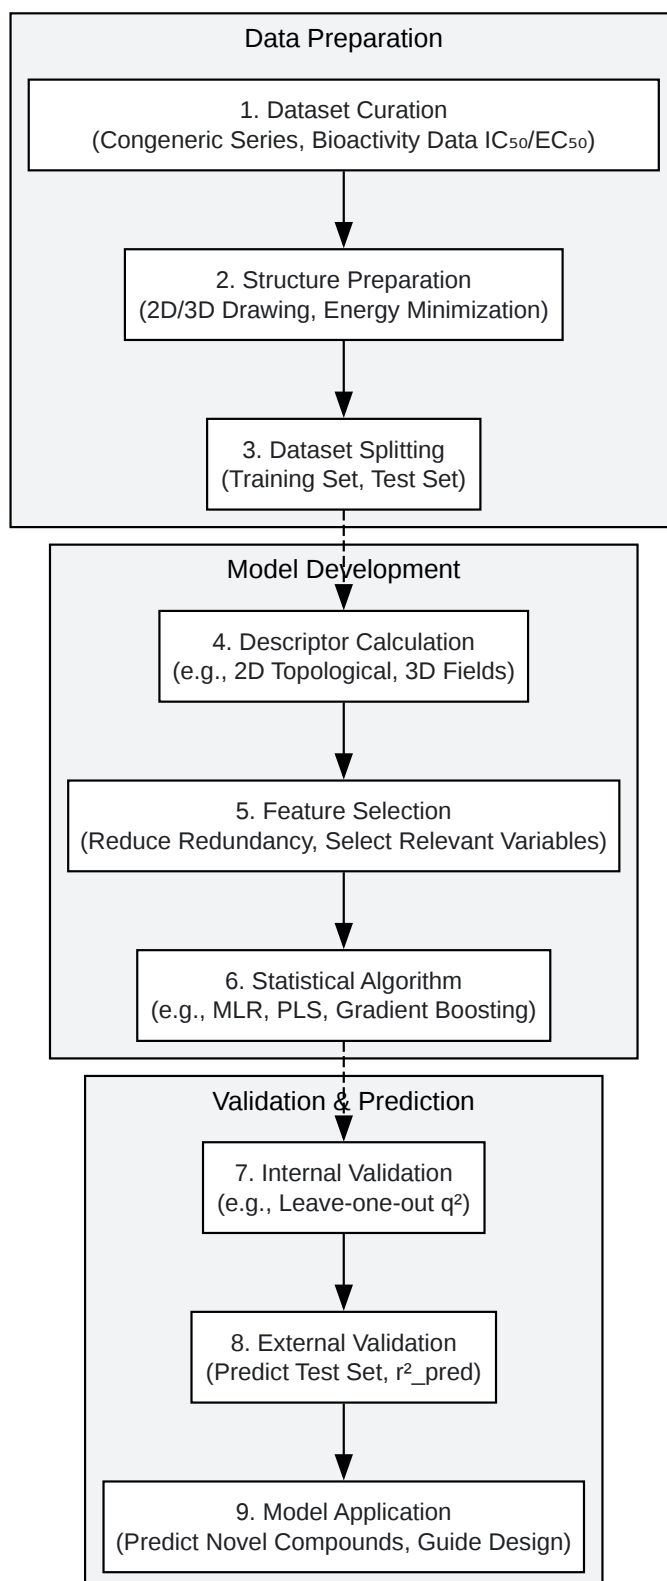 Data Preparation
1. Dataset Curation
(Congeneric Series, Bioactivity Data IC₅₀/EC₅₀)
2. Structure Preparation
(2D/3D Drawing, Energy Minimization)
3. Dataset Splitting
(Training Set, Test Set)
Model Development
4. Descriptor Calculation
(e.g., 2D Topological, 3D Fields)
5. Feature Selection
(Reduce Redundancy, Select Relevant Variables)
6. Statistical Algorithm
(e.g., MLR, PLS, Gradient Boosting)
Validation & Prediction
7. Internal Validation
(e.g., Leave-one-out q²)
8. External Validation
(Predict Test Set, r²_pred)
9. Model Application
(Predict Novel Compounds, Guide Design)